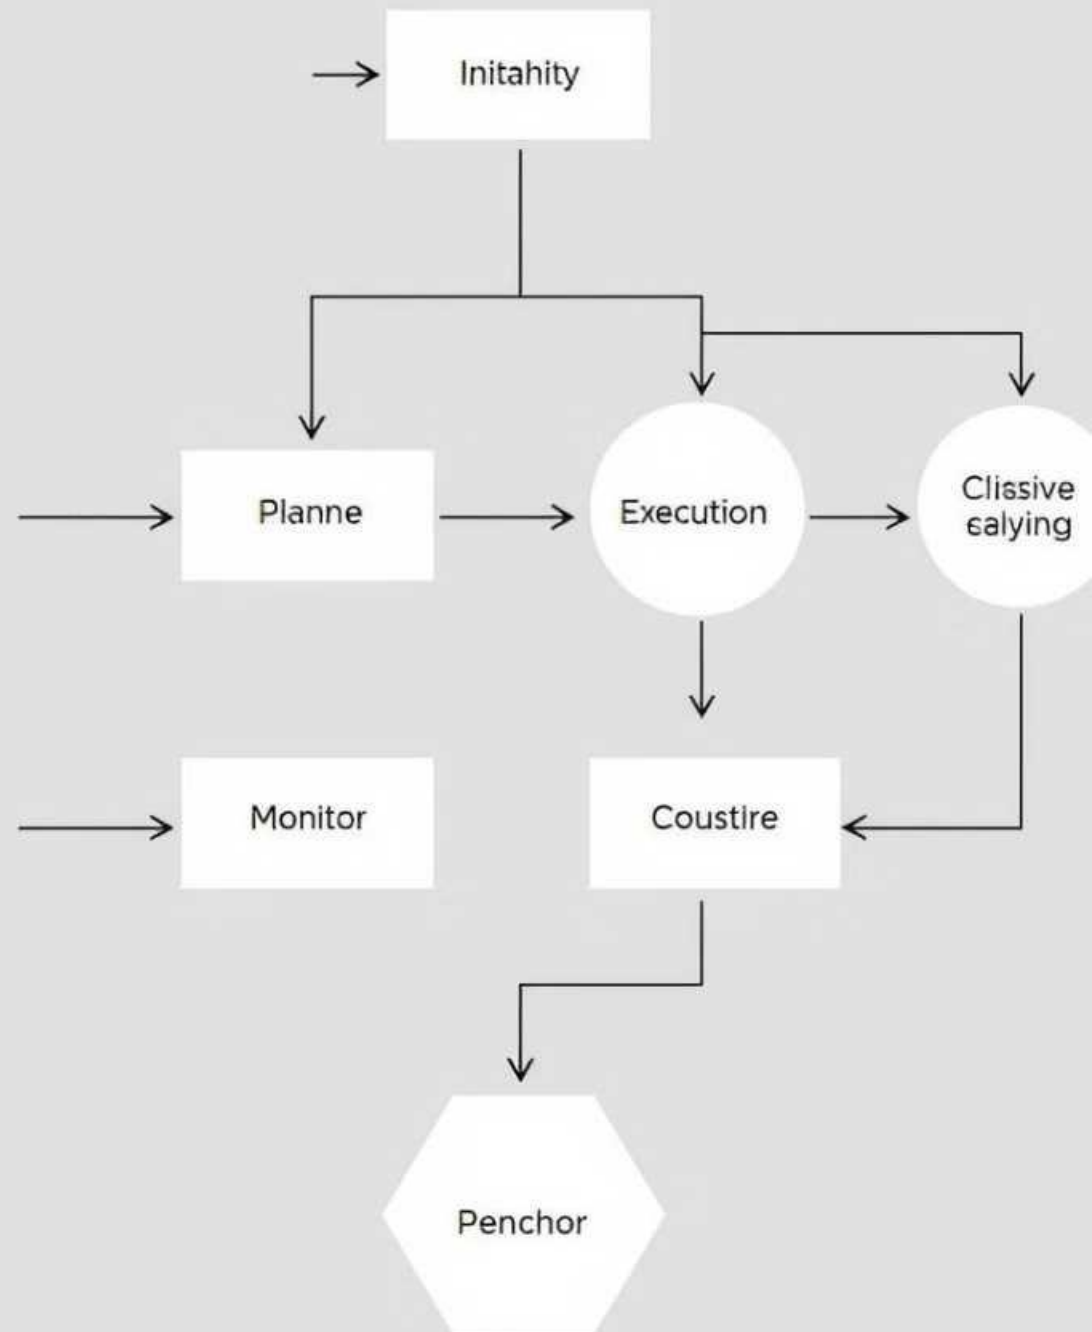 Initahity
Planne
Execution
Clissive
salying
Monitor
Coustire
Penchor